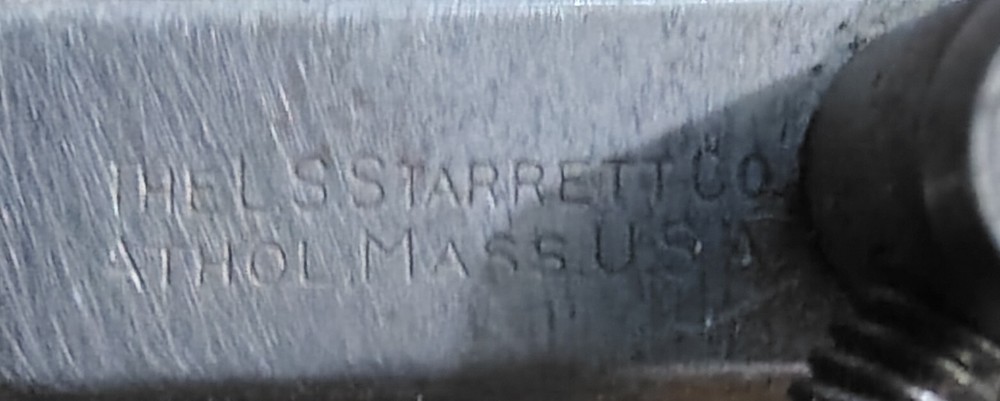 THE L S STARRETT CO.
ATHOL, MASS. U.S.A.